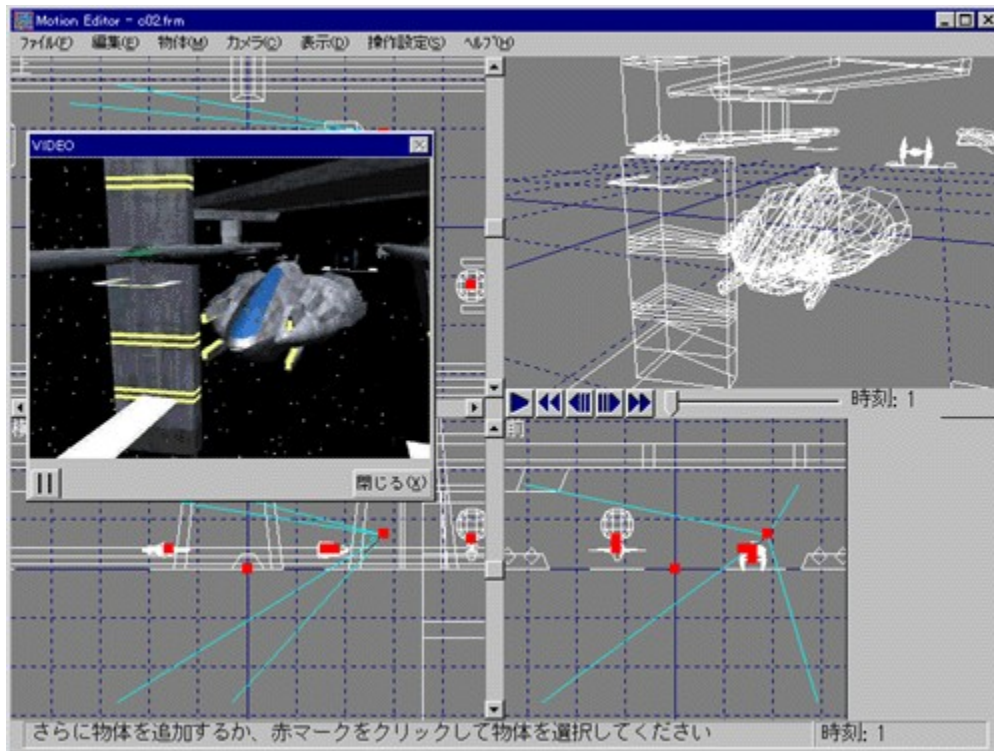 Motion Editor - c02.frm
ファイル(F) 編集(E) 物体(M) カメラ(C) 表示(D) 操作設定(S) ヘルプ(H)
上
VIDEO
閉じる(X)
時刻: 1
横
前
さらに物体を追加するか、赤マークをクリックして物体を選択してください
時刻: 1